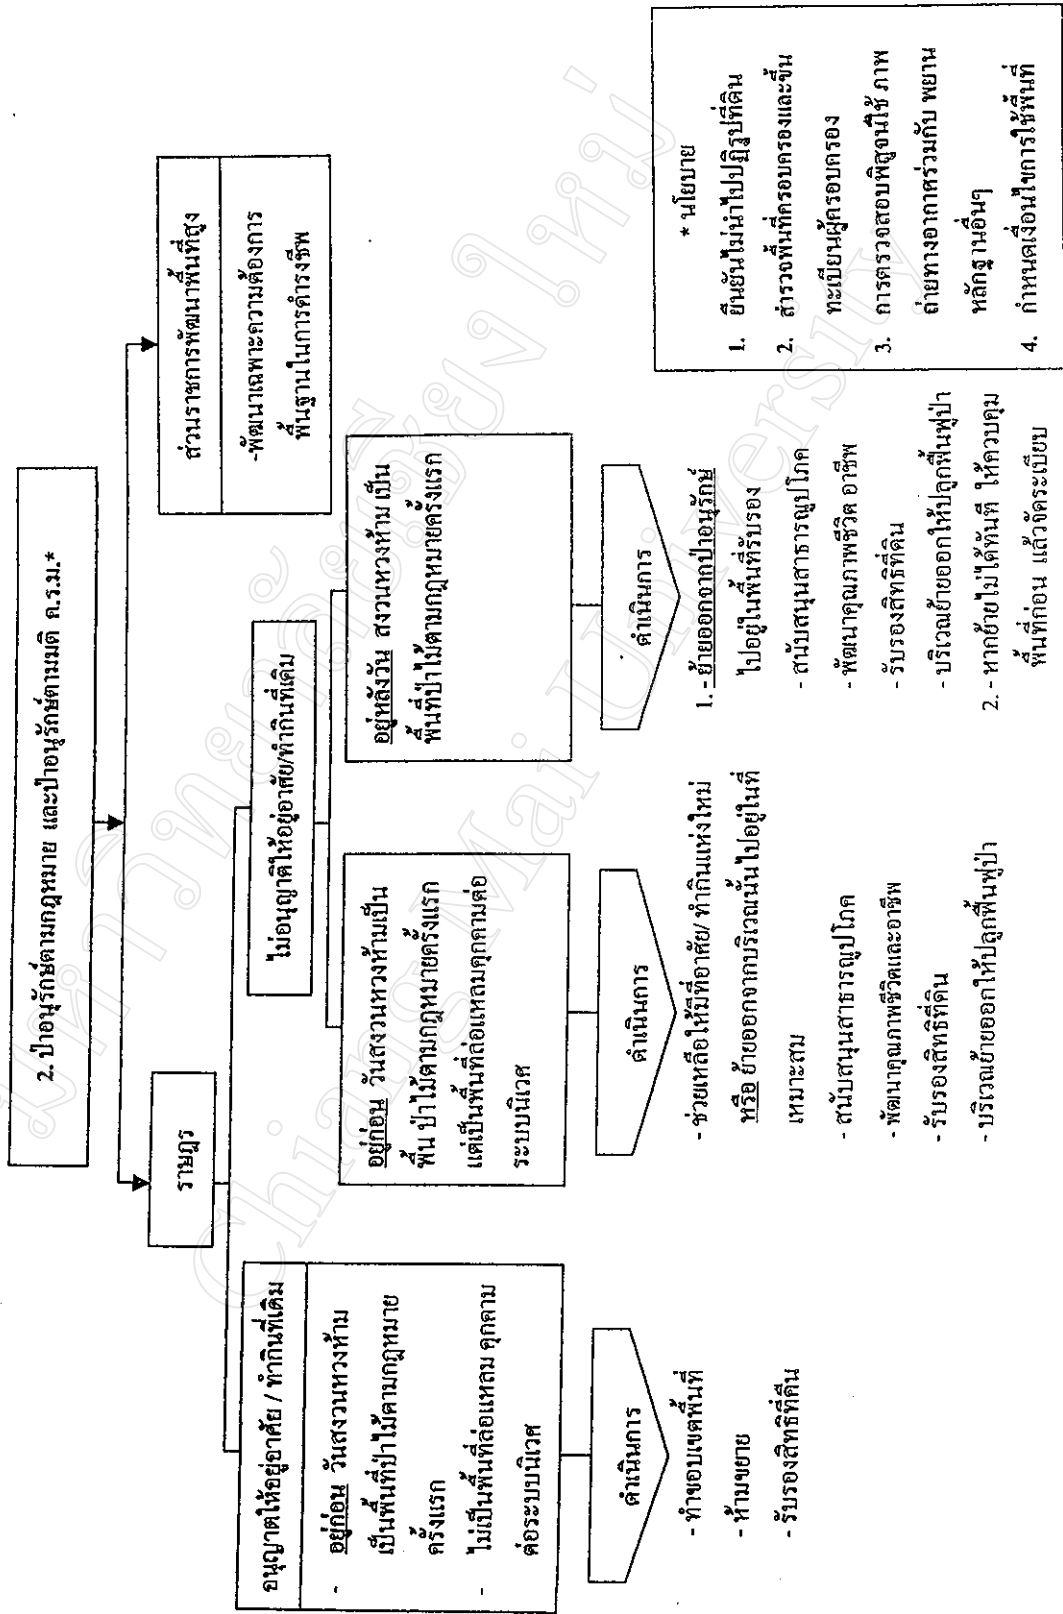 2. ป่าอนุรักษ์ตามกฎหมาย และป่าอนุรักษ์ตามมติ ค.ร.ม.*
ราษฎร
ส่วนราชการพัฒนาพื้นที่สูง
-พัฒนาเฉพาะความต้องการ
พื้นฐานในการดำรงชีพ
อนุญาตให้อยู่อาศัย / ทำกินที่เดิม
- อยู่ก่อน วันสงวนหวงห้าม
เป็นพื้นที่ป่าไม้ตามกฎหมาย
ครั้งแรก
- ไม่เป็นพื้นที่ล่อแหลม คุกคาม
ต่อระบบนิเวศ
ดำเนินการ
- ทำขอบเขตพื้นที่
- ห้ามขยาย
- รับรองสิทธิที่ดิน
ไม่อนุญาติให้อยู่อาศัย/ทำกินที่เดิม
อยู่ก่อน วันสงวนหวงห้ามเป็น
พื้น ป่าไม้ตามกฎหมายครั้งแรก
แต่เป็นพื้นที่ล่อแหลมคุกคามต่อ
ระบบนิเวศ
ดำเนินการ
- ช่วยเหลือให้มีที่อาศัย/ ทำกินแห่งใหม่
หรือ ย้ายออกจากบริเวณนั้นไปอยู่ในที่
เหมาะสม
- สนับสนุนสาธารณูปโภค
- พัฒนาคุณภาพชีวิตและอาชีพ
- รับรองสิทธิที่ดิน
- บริเวณย้ายออกให้ปลูกฟื้นฟูป่า
อยู่หลังวัน สงวนหวงห้าม เป็น
พื้นที่ป่าไม้ตามกฎหมายครั้งแรก
ดำเนินการ
1. - ย้ายออกจากป่าอนุรักษ์
ไปอยู่ในพื้นที่รับรอง
- สนับสนุนสาธารณูปโภค
- พัฒนาคุณภาพชีวิต อาชีพ
- รับรองสิทธิที่ดิน
- บริเวณย้ายออกให้ปลูกฟื้นฟูป่า
2. - หากย้ายไม่ได้ทันที ให้ควบคุม
พื้นที่ก่อน แล้วจัดระเบียบ
* นโยบาย
1. ยืนยันไม่นำไปปฏิรูปที่ดิน
2. สำรวจพื้นที่ครอบครองและขึ้น
ทะเบียนผู้ครอบครอง
3. การตรวจสอบพิสูจน์ใช้ ภาพ
ถ่ายทางอากาศร่วมกับ พยาน
หลักฐานอื่นๆ
4. กำหนดเงื่อนไขการใช้พื้นที่
มหาวิทยาลัยเชียงใหม่
Chiang Mai University